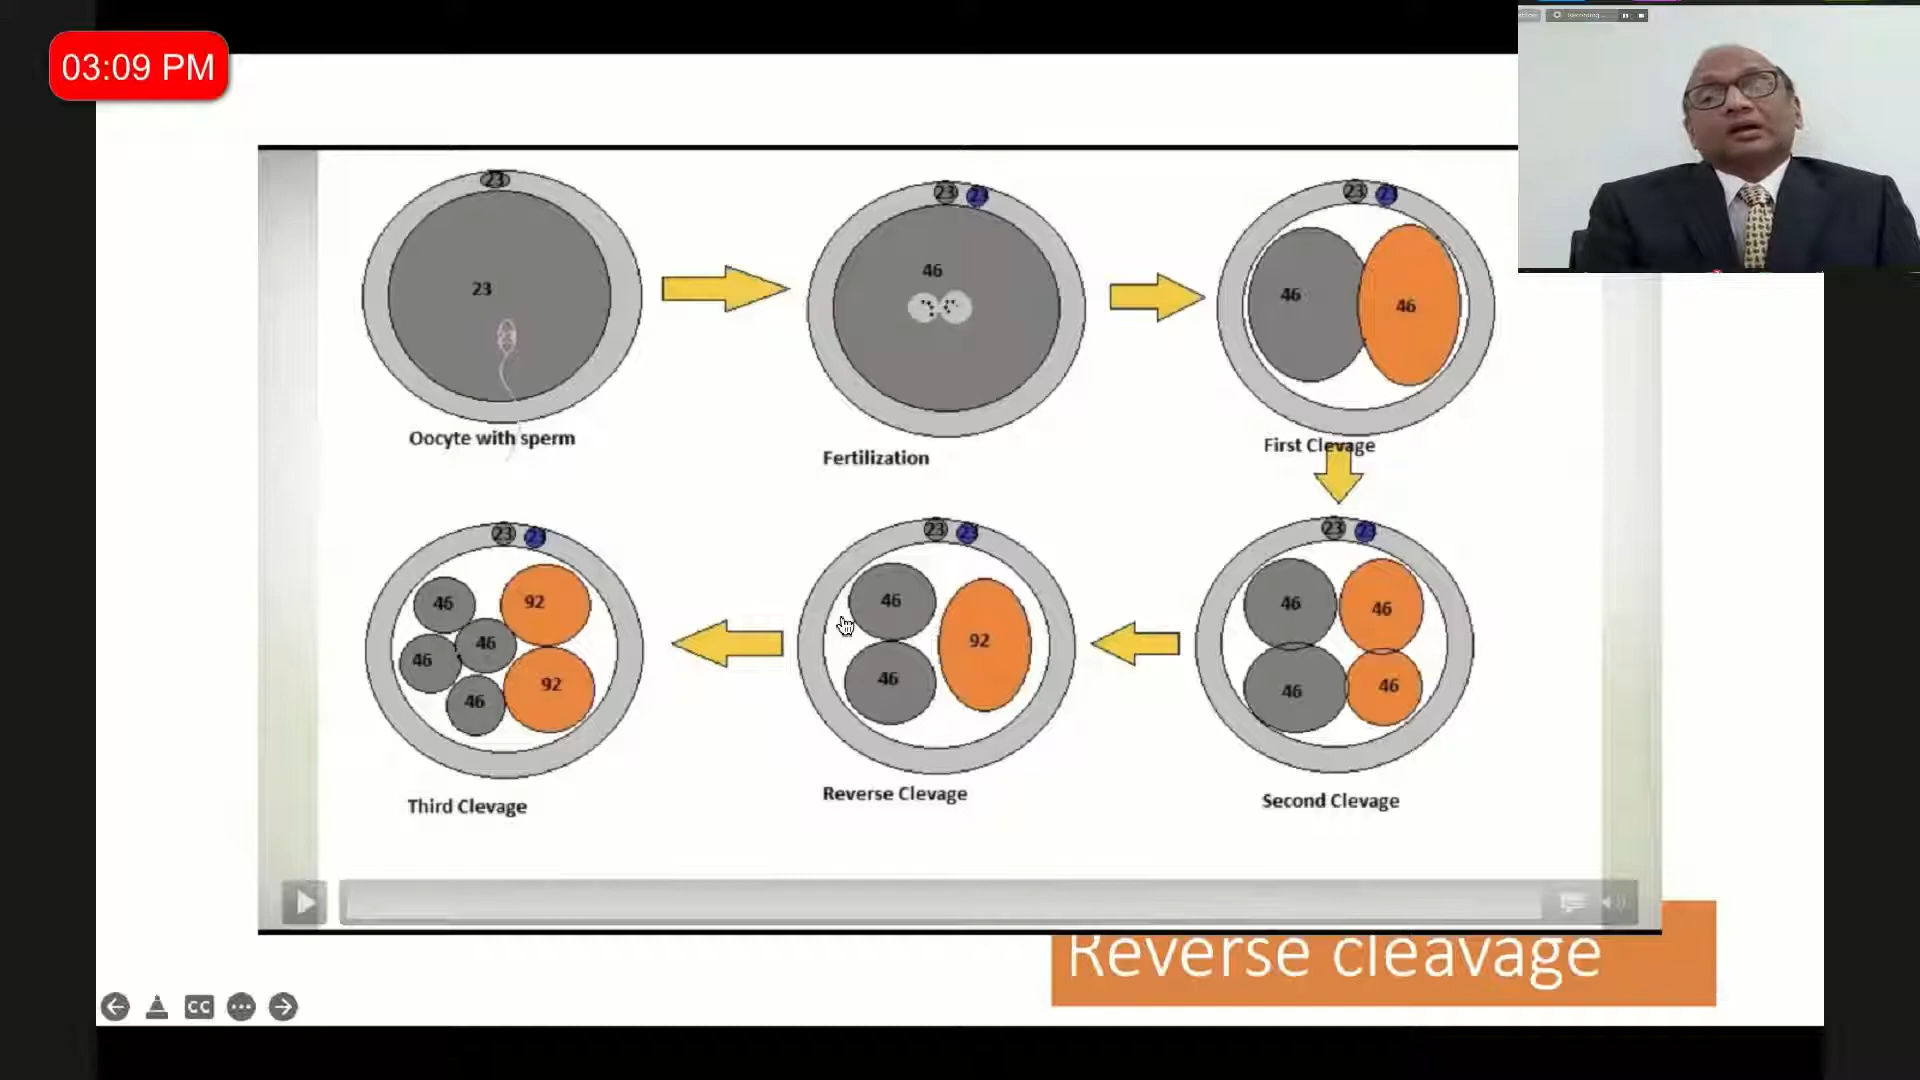 03:09 PM
Recording...
23
23
Oocyte with sperm
23 23
46
Fertilization
23 23
46 46
First Clevage
23 23
46 92
46
46
46 92
46
Third Clevage
23 23
46
92
46
Reverse Clevage
23 23
46 46
46 46
Second Clevage
Reverse cleavage
CC